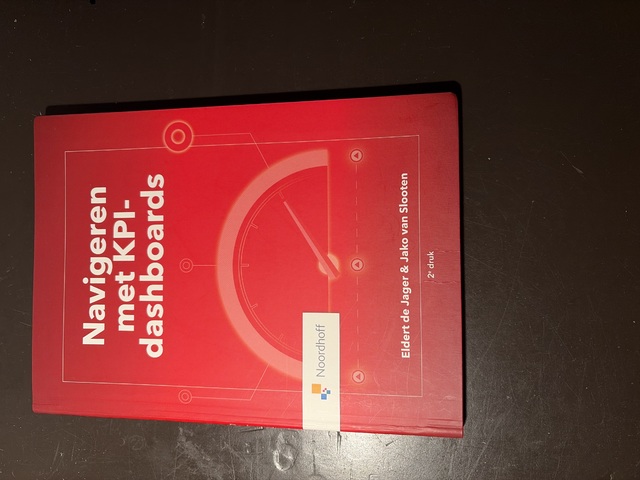 Navigeren
met KPI-
dashboards
Noordhoff
Eldert de Jager & Jako van Slooten
2e druk